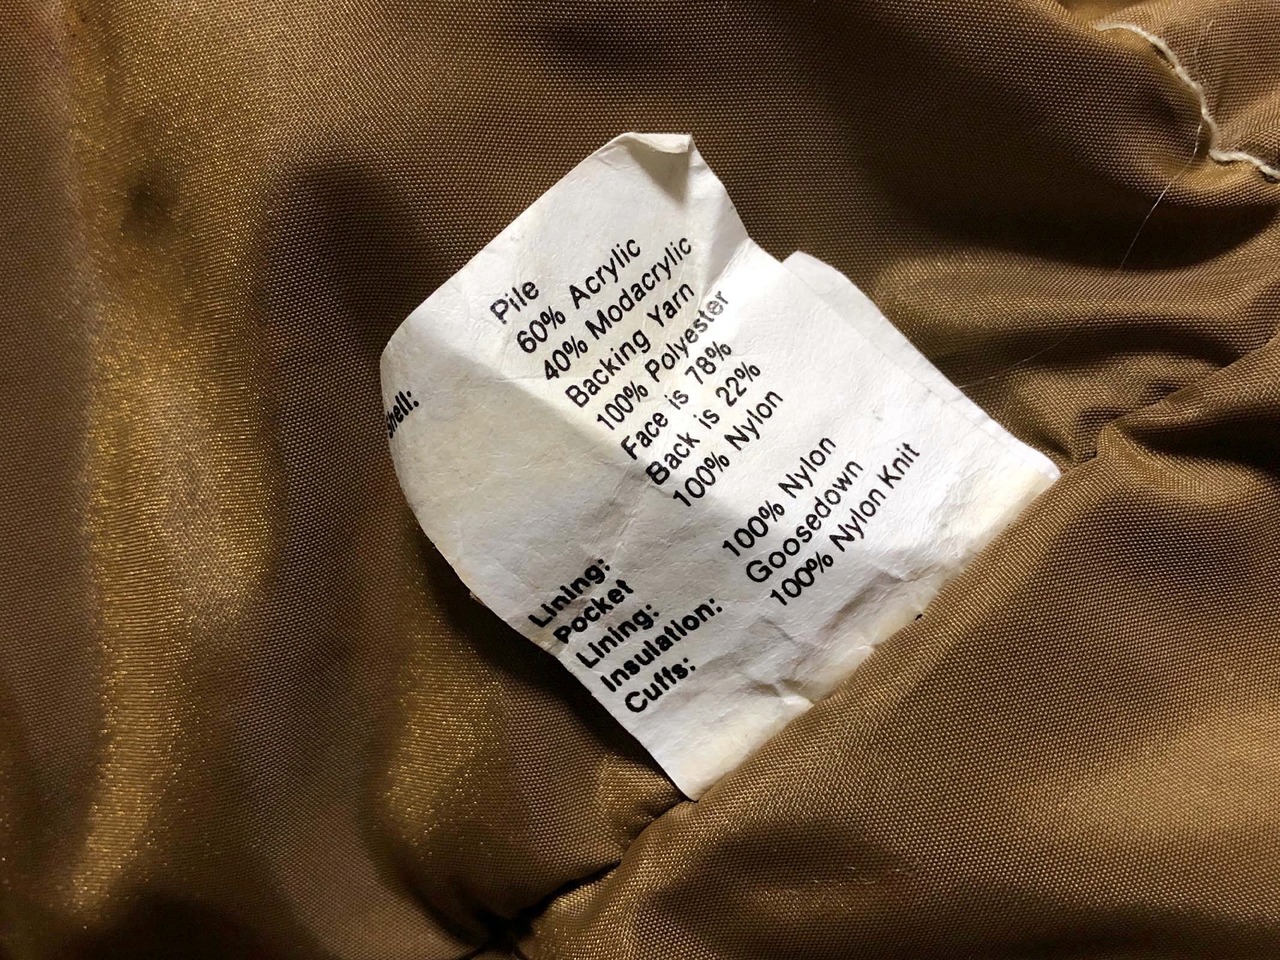 hell: Pile
60% Acrylic
40% Modacrylic
Backing Yarn
100% Polyester
Face is 78%
Back is 22%
Lining: 100% Nylon
Pocket
Lining: 100% Nylon
Insulation: Goosedown
Cuffs: 100% Nylon Knit